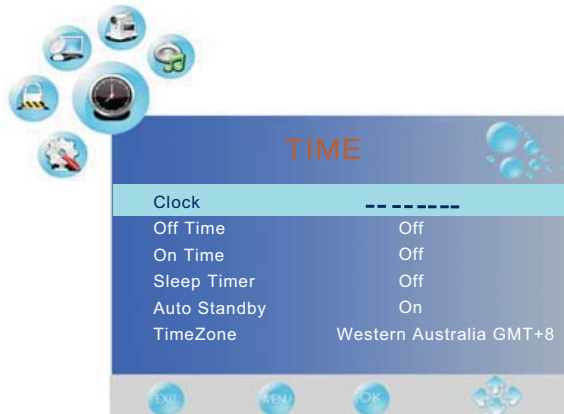 TIME
Clock -- -- -- -- --
Off Time Off
On Time Off
Sleep Timer Off
Auto Standby On
TimeZone Western Australia GMT+8
EXIT MENU OK